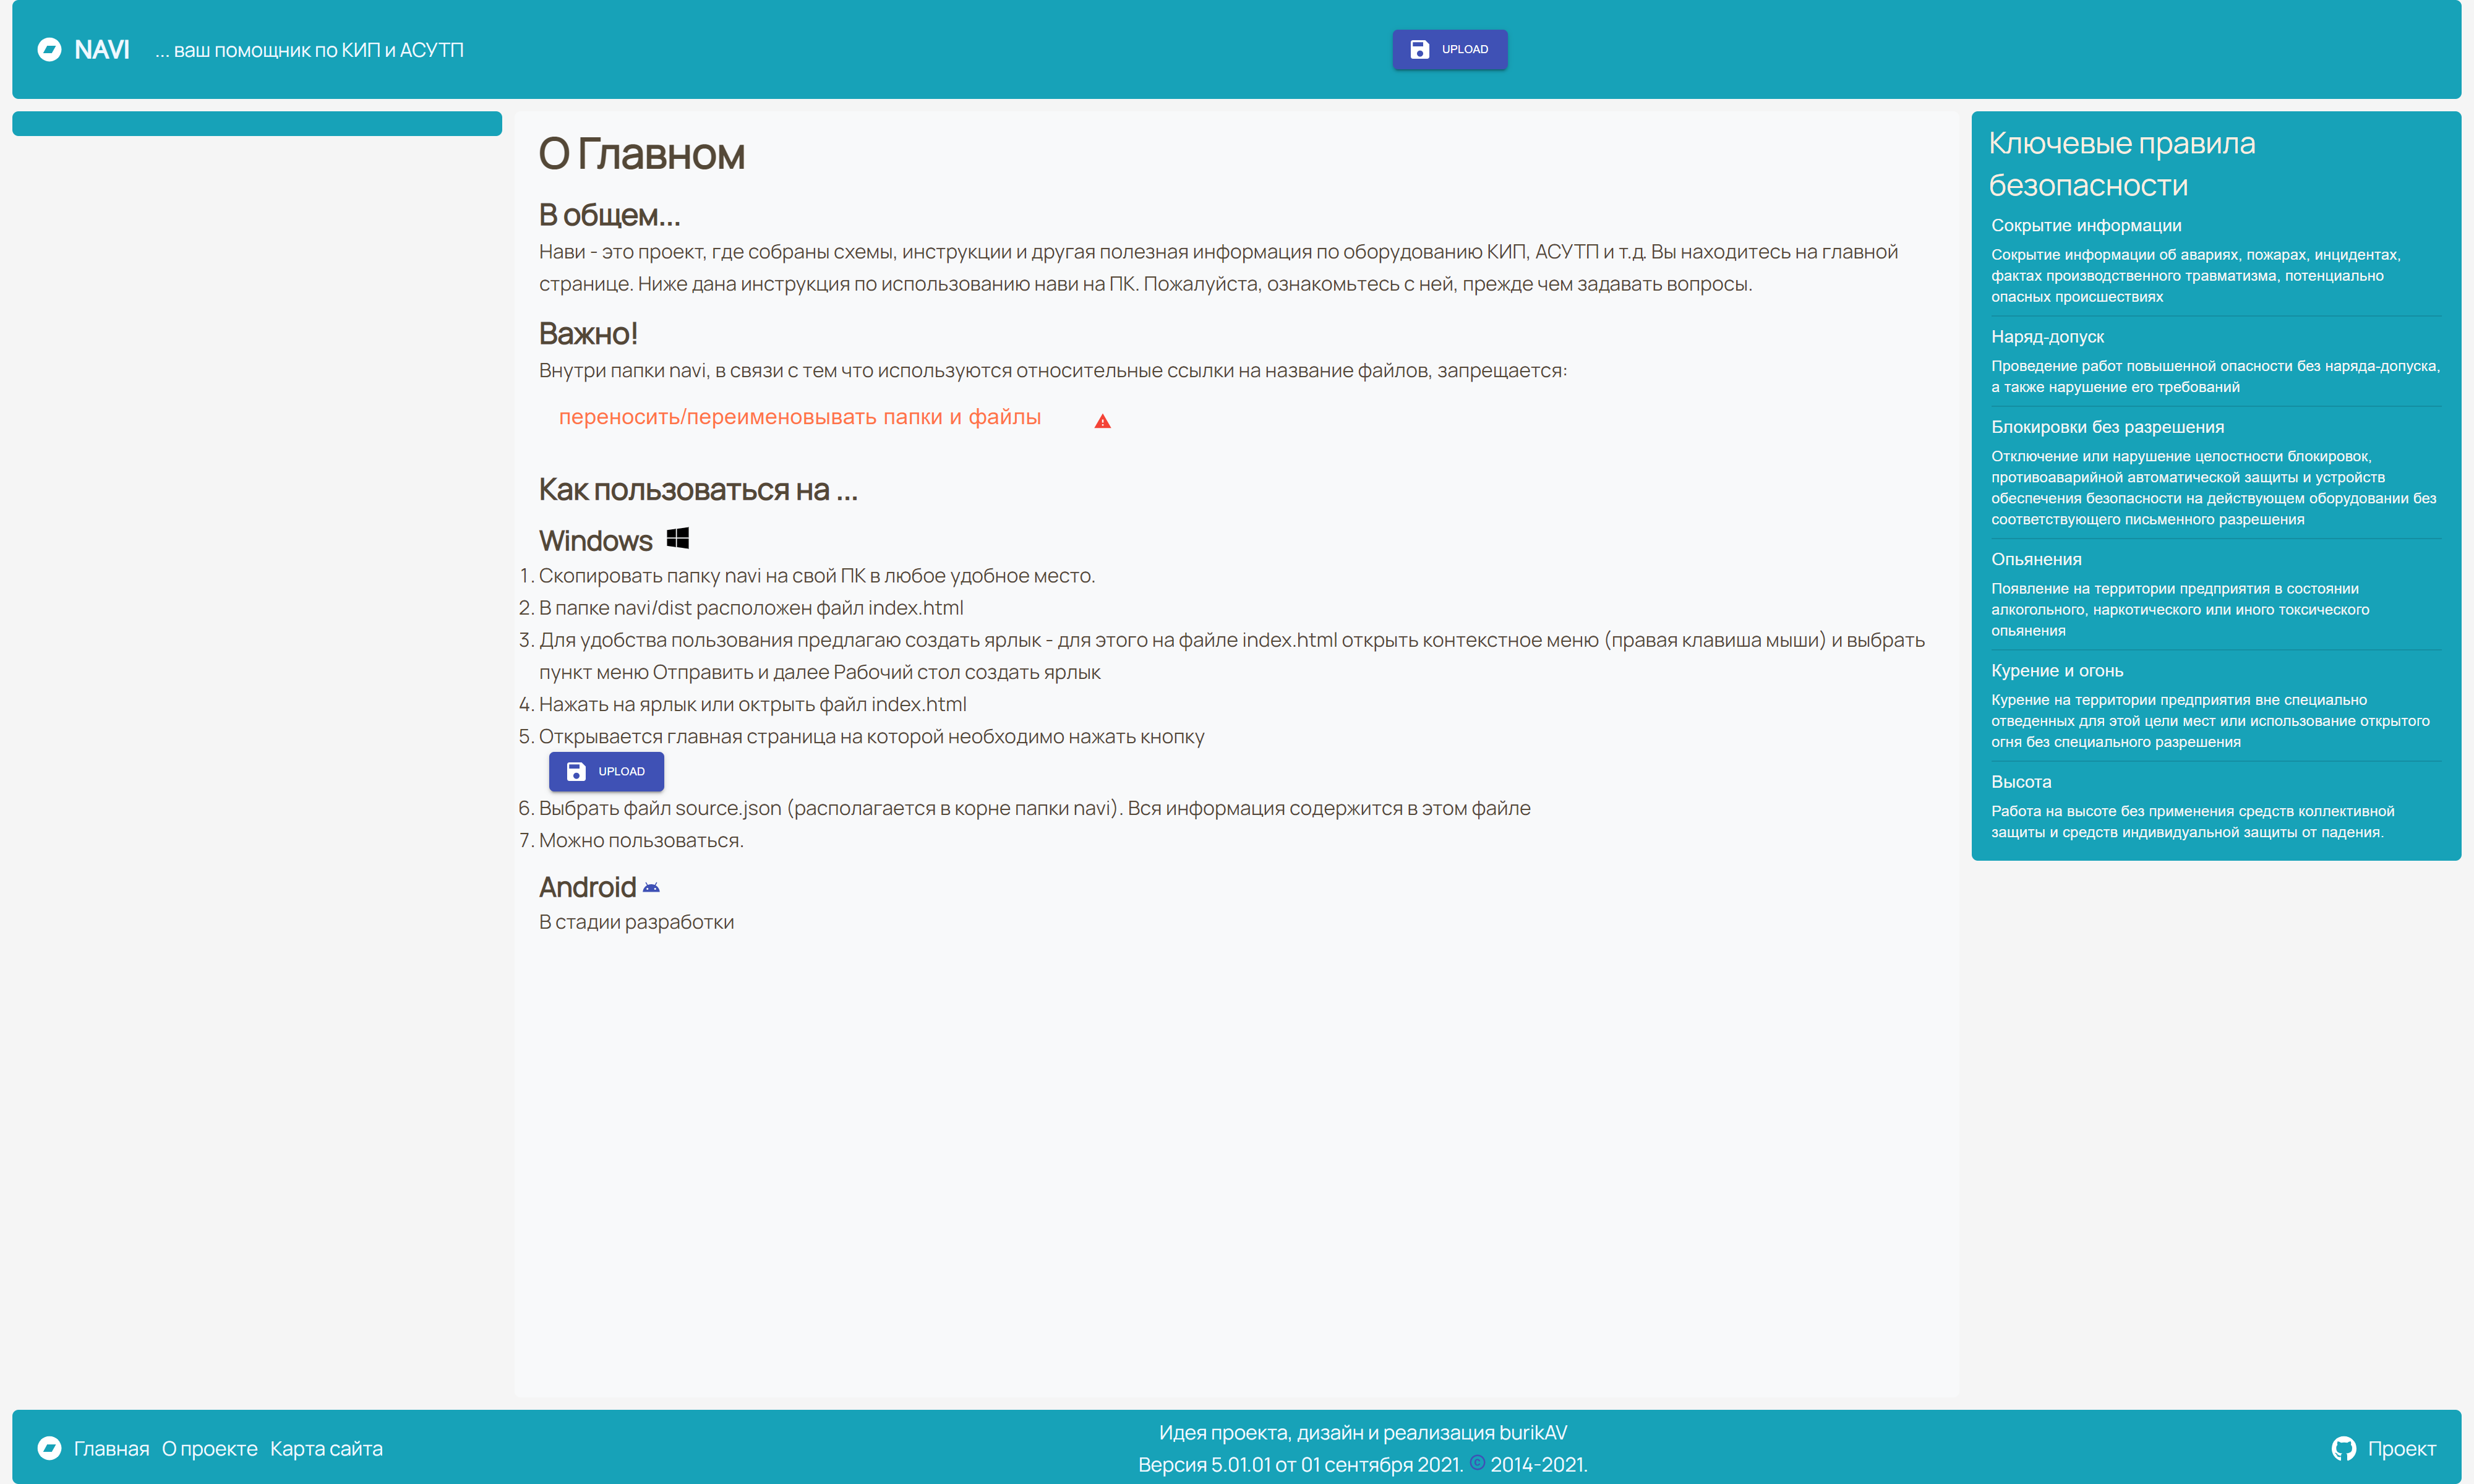 NAVI
... ваш помощник по КИП и АСУТП
UPLOAD
О Главном
В общем...
Нави - это проект, где собраны схемы, инструкции и другая полезная информация по оборудованию КИП, АСУТП и т.д. Вы находитесь на главной
странице. Ниже дана инструкция по использованию нави на ПК. Пожалуйста, ознакомьтесь с ней, прежде чем задавать вопросы.
Важно!
Внутри папки navi, в связи с тем что используются относительные ссылки на название файлов, запрещается:
переносить/переименовывать папки и файлы
Как пользоваться на ...
Windows
1. Скопировать папку navi на свой ПК в любое удобное место.
2. В папке navi/dist расположен файл index.html
3. Для удобства пользования предлагаю создать ярлык - для этого на файле index.html открыть контекстное меню (правая клавиша мыши) и выбрать
пункт меню Отправить и далее Рабочий стол создать ярлык
4. Нажать на ярлык или октрыть файл index.html
5. Открывается главная страница на которой необходимо нажать кнопку
UPLOAD
6. Выбрать файл source.json (располагается в корне папки navi). Вся информация содержится в этом файле
7. Можно пользоваться.
Android
В стадии разработки
Ключевые правила
безопасности
Сокрытие информации
Сокрытие информации об авариях, пожарах, инцидентах,
фактах производственного травматизма, потенциально
опасных происшествиях
Наряд-допуск
Проведение работ повышенной опасности без наряда-допуска,
а также нарушение его требований
Блокировки без разрешения
Отключение или нарушение целостности блокировок,
противоаварийной автоматической защиты и устройств
обеспечения безопасности на действующем оборудовании без
соответствующего письменного разрешения
Опьянения
Появление на территории предприятия в состоянии
алкогольного, наркотического или иного токсического
опьянения
Курение и огонь
Курение на территории предприятия вне специально
отведенных для этой цели мест или использование открытого
огня без специального разрешения
Высота
Работа на высоте без применения средств коллективной
защиты и средств индивидуальной защиты от падения.
Главная О проекте Карта сайта
Идея проекта, дизайн и реализация burikAV
Версия 5.01.01 от 01 сентября 2021. © 2014-2021.
Проект